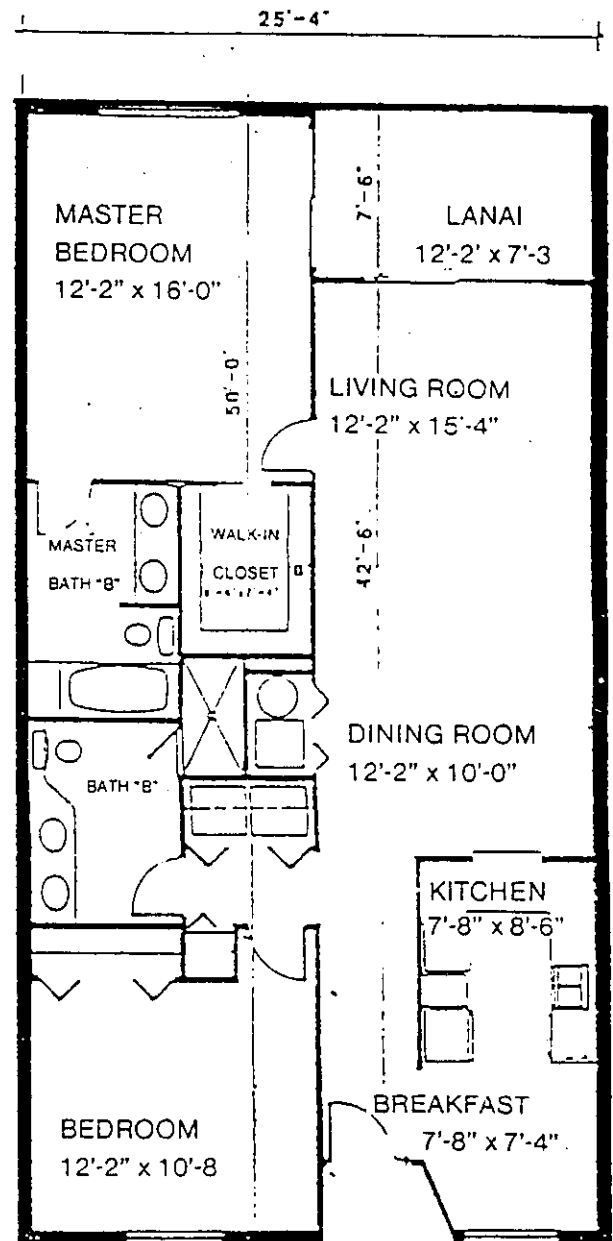 25'-4"
MASTER
BEDROOM
12'-2" x 16'-0"
7'-6"
LANAI
12'-2' x 7'-3
50'-0"
LIVING ROOM
12'-2" x 15'-4"
MASTER
BATH "B"
WALK-IN
CLOSET
42'-6"
DINING ROOM
12'-2" x 10'-0"
BATH "B"
KITCHEN
7'-8" x 8'-6"
BREAKFAST
7'-8" x 7'-4"
BEDROOM
12'-2" x 10'-8